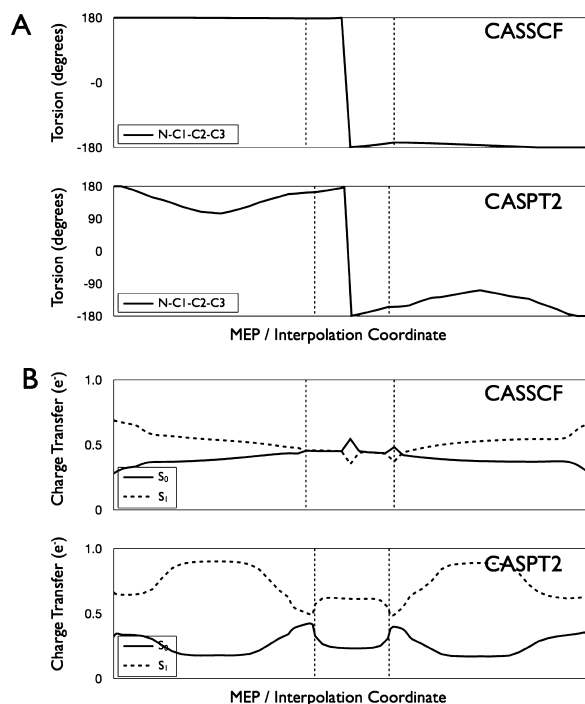 A
CASSCF
Torsion (degrees)
180
-0
-180
N-C1-C2-C3
CASPT2
Torsion (degrees)
180
90
0
-90
-180
N-C1-C2-C3
MEP / Interpolation Coordinate
B
CASSCF
Charge Transfer (e-)
1.0
0.5
0
S0
S1
CASPT2
Charge Transfer (e-)
1.0
0.5
0
S0
S1
MEP / Interpolation Coordinate